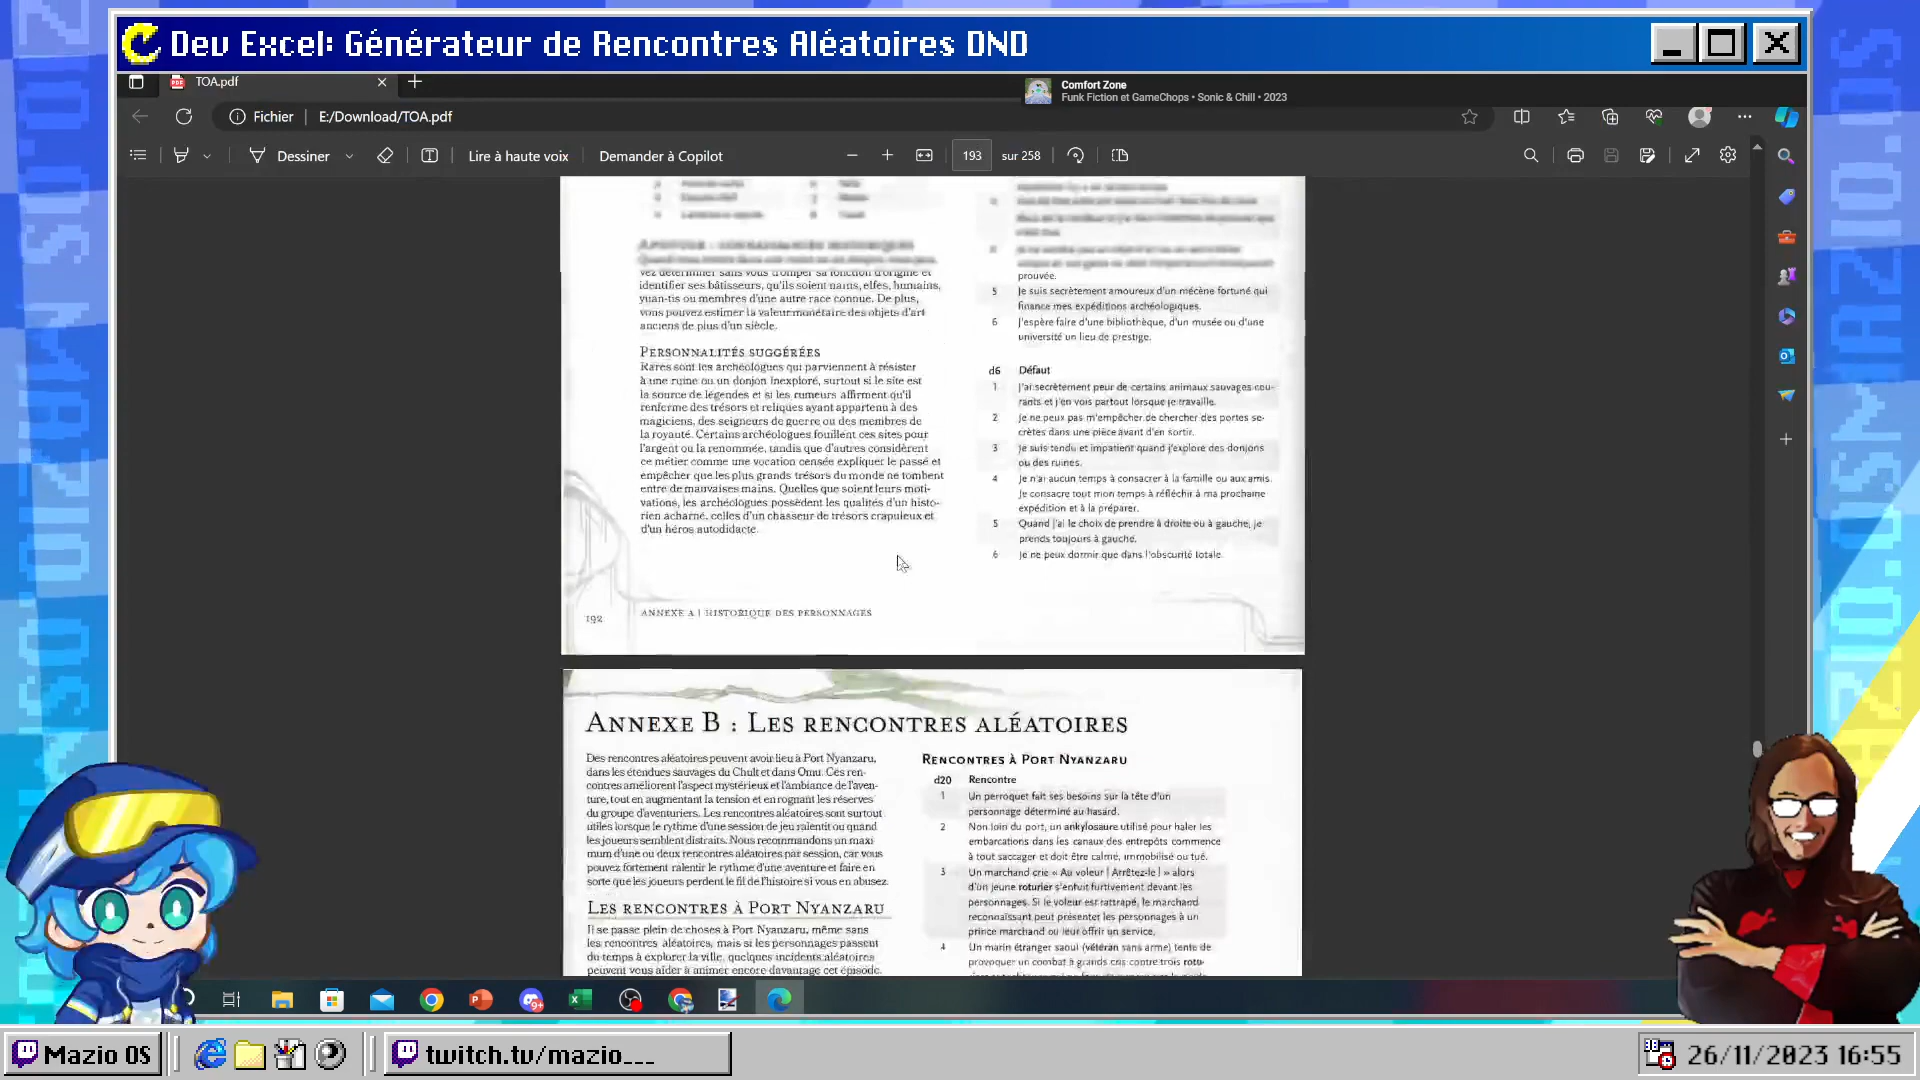 Dev Excel: Générateur de Rencontres Aléatoires DND
TOA.pdf
Comfort Zone
Funk Fiction et GameChops • Sonic & Chill • 2023
Fichier
E:/Download/TOA.pdf
Dessiner
Lire à haute voix
Demander à Copilot
193
sur 258
vez déterminer sans vous tromper sa fonction d'origine et
identifier ses bâtisseurs, qu'ils soient nains, elfes, humains,
yuan-tis ou membres d'une autre race connue. De plus,
vous pouvez estimer la valeur monétaire des objets d'art
anciens de plus d'un siècle.
Personnalités suggérées
Rares sont les archéologues qui parviennent à résister
à une ruine ou un donjon inexploré, surtout si le site est
la source de légendes et si les rumeurs affirment qu'il
renferme des trésors et reliques ayant appartenu à des
magiciens, des seigneurs de guerre ou des membres de
la royauté. Certains archéologues fouillent ces sites pour
l'argent ou la renommée, tandis que d'autres considèrent
ce métier comme une vocation censée expliquer le passé et
empêcher que les plus grands trésors du monde ne tombent
entre de mauvaises mains. Quelles que soient leurs moti-
vations, les archéologues possèdent les qualités d'un histo-
rien acharné, celles d'un chasseur de trésors crapuleux et
d'un héros autodidacte.
192
Annexe A | Historique des personnages
prouvée.
5 Je suis secrètement amoureux d'un mécène fortuné qui
finance mes expéditions archéologiques.
6 J'espère faire d'une bibliothèque, d'un musée ou d'une
université un lieu de prestige.
d6 Défaut
1 J'ai secrètement peur de certains animaux sauvages cou-
rants et j'en vois partout lorsque je travaille.
2 Je ne peux pas m'empêcher de chercher des portes se-
crètes dans une pièce avant d'en sortir.
3 Je suis tendu et impatient quand j'explore des donjons
ou des ruines.
4 Je n'ai aucun temps à consacrer à la famille ou aux amis.
Je consacre tout mon temps à réfléchir à ma prochaine
expédition et à la préparer.
5 Quand j'ai le choix de prendre à droite ou à gauche, je
prends toujours à gauche.
6 Je ne peux dormir que dans l'obscurité totale.
Annexe B : Les rencontres aléatoires
Des rencontres aléatoires peuvent avoir lieu à Port Nyanzaru,
dans les étendues sauvages du Chult et dans Omu. Ces ren-
contres améliorent l'aspect mystérieux et l'ambiance de l'aven-
ture, tout en augmentant la tension et en rognant les réserves
du groupe d'aventuriers. Les rencontres aléatoires sont surtout
utiles lorsque le rythme d'une session de jeu ralentit ou quand
les joueurs semblent distraits. Nous recommandons un maxi
mum d'une ou deux rencontres aléatoires par session, car vous
pouvez fortement ralentir le rythme d'une aventure et faire en
sorte que les joueurs perdent le fil de l'histoire si vous en abusez.
Les rencontres à Port Nyanzaru
Il se passe plein de choses à Port Nyanzaru, même sans
les rencontres aléatoires, mais si les personnages passent
du temps à explorer la ville, quelques incidents aléatoires
peuvent vous aider à animer encore davantage cet épisode.
Rencontres à Port Nyanzaru
d20 Rencontre
1 Un perroquet fait ses besoins sur la tête d'un
personnage déterminé au hasard.
2 Non loin du port, un ankylosaure utilisé pour haler les
embarcations dans les canaux des entrepôts commence
à tout saccager et doit être calmé, immobilisé ou tué.
3 Un marchand crie « Au voleur ! Arrêtez-le ! » alors
d'un jeune roturier s'enfuit furtivement devant les
personnages. Si le voleur est rattrapé, le marchand
reconnaissant peut présenter les personnages à un
prince marchand ou leur offrir un service.
4 Un marin étranger saoul (vétéran sans arme) tente de
provoquer un combat à grands cris contre trois rotu-
Mazio OS
twitch.tv/mazio___
26/11/2023 16:55